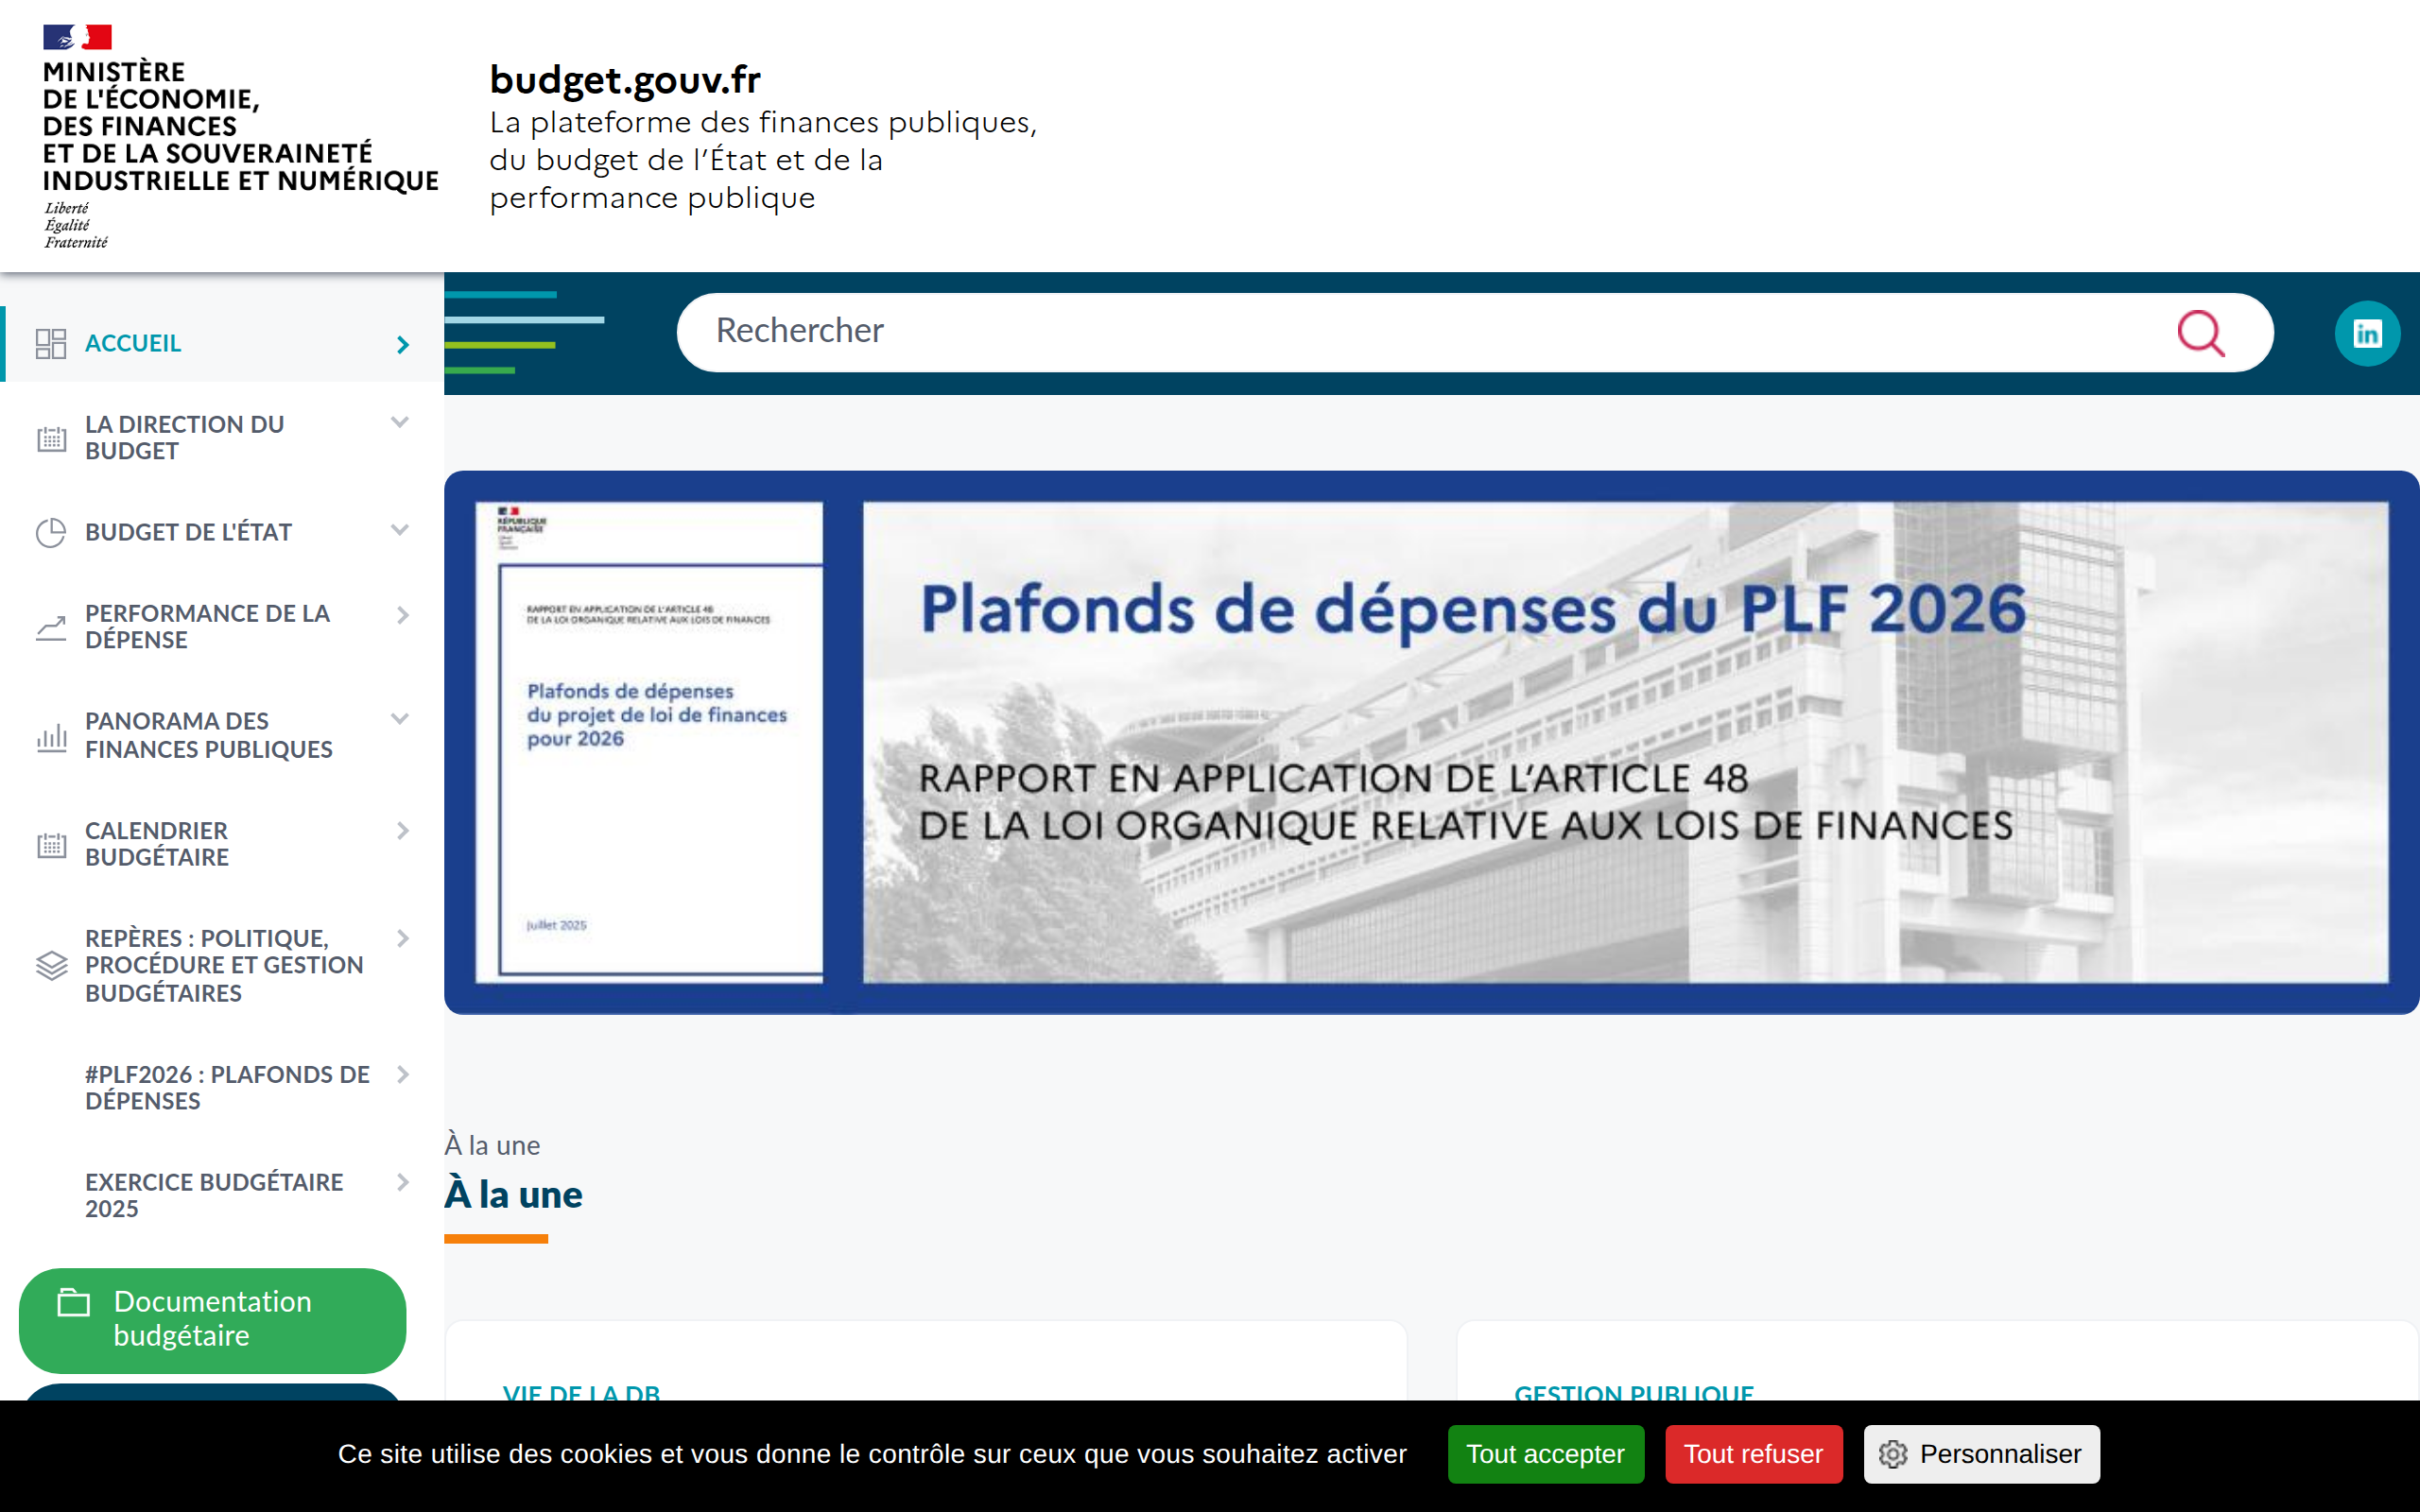 MINISTÈRE
DE L'ÉCONOMIE,
DES FINANCES
ET DE LA SOUVERAINETÉ
INDUSTRIELLE ET NUMÉRIQUE
Liberté
Égalité
Fraternité
budget.gouv.fr
La plateforme des finances publiques,
du budget de l’État et de la
performance publique
Rechercher
in
ACCUEIL
LA DIRECTION DU
BUDGET
BUDGET DE L'ÉTAT
PERFORMANCE DE LA
DÉPENSE
PANORAMA DES
FINANCES PUBLIQUES
CALENDRIER
BUDGÉTAIRE
REPÈRES : POLITIQUE,
PROCÉDURE ET GESTION
BUDGÉTAIRES
#PLF2026 : PLAFONDS DE
DÉPENSES
EXERCICE BUDGÉTAIRE
2025
Documentation
budgétaire
RÉPUBLIQUE
FRANÇAISE
RAPPORT EN APPLICATION DE L'ARTICLE 48
DE LA LOI ORGANIQUE RELATIVE AUX LOIS DE FINANCES
Plafonds de dépenses
du projet de loi de finances
pour 2026
Juillet 2025
Plafonds de dépenses du PLF 2026
RAPPORT EN APPLICATION DE L’ARTICLE 48
DE LA LOI ORGANIQUE RELATIVE AUX LOIS DE FINANCES
À la une
À la une
VIE DE LA DB
GESTION PUBLIQUE
Ce site utilise des cookies et vous donne le contrôle sur ceux que vous souhaitez activer
Tout accepter
Tout refuser
Personnaliser